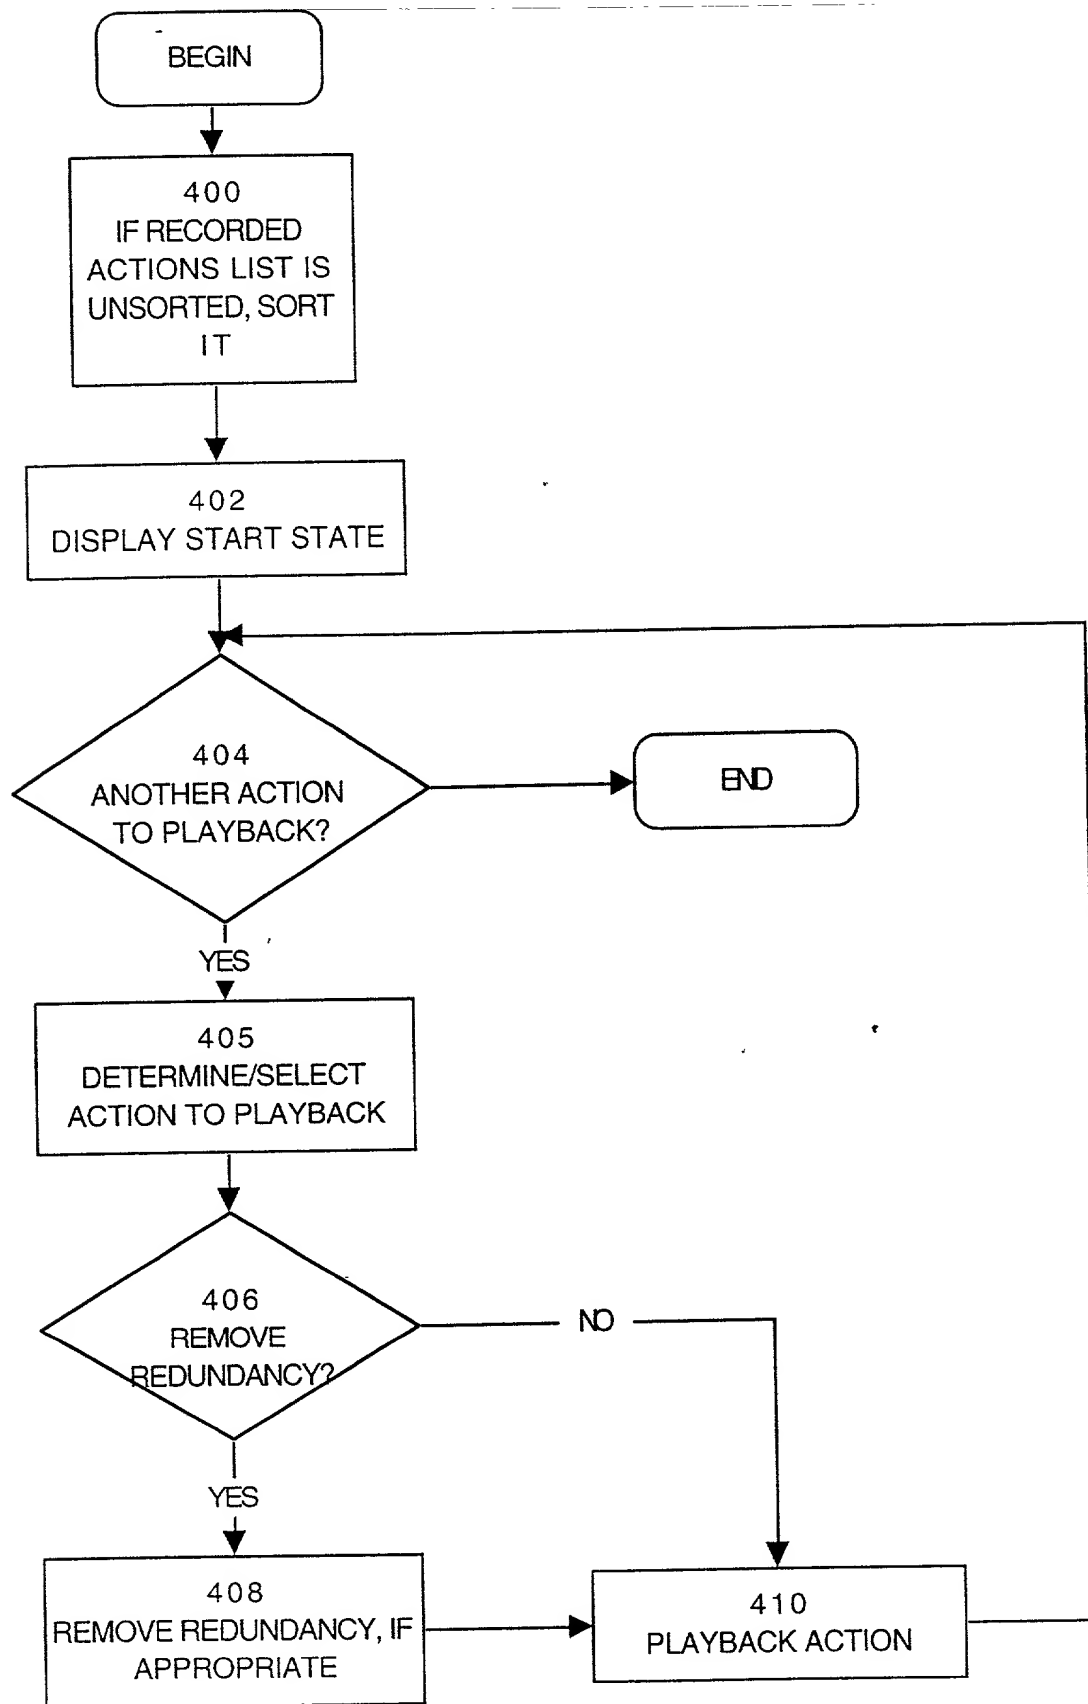 BEGIN
400
IF RECORDED
ACTIONS LIST IS
UNSORTED, SORT
IT
402
DISPLAY START STATE
404
ANOTHER ACTION
TO PLAYBACK?
END
YES
405
DETERMINE/SELECT
ACTION TO PLAYBACK
406
REMOVE
REDUNDANCY?
NO
YES
408
REMOVE REDUNDANCY, IF
APPROPRIATE
410
PLAYBACK ACTION